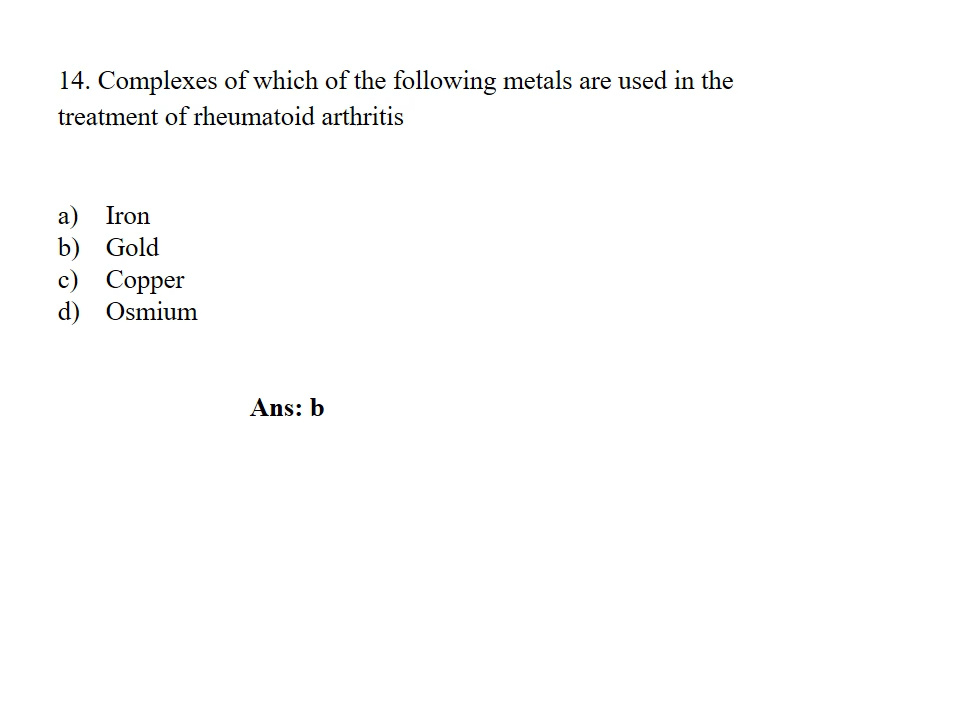 14. Complexes of which of the following metals are used in the
treatment of rheumatoid arthritis
a) Iron
b) Gold
c) Copper
d) Osmium
Ans: b